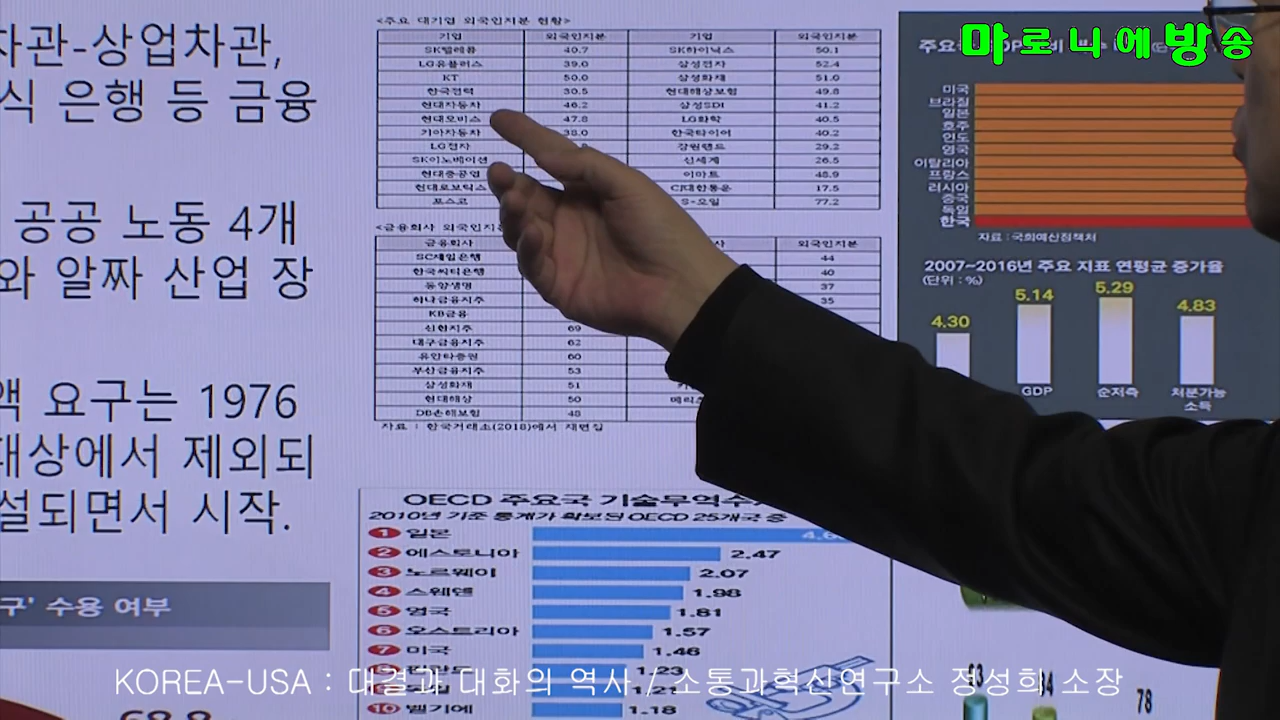 마로니에방송
차관-상업차관,
식 은행 등 금융
공공 노동 4개
와 알짜 산업 장
액 요구는 1976
대상에서 제외되
설되면서 시작.
구' 수용 여부
68.8
<주요 대기업 외국인지분 현황>
기업 외국인지분 기업 외국인지분
SK텔레콤 40.7 SK하이닉스 50.1
LG유플러스 39.0 삼성전자 52.4
KT 50.0 삼성화재 51.0
한국전력 30.5 현대해상보험 49.8
현대자동차 46.2 삼성SDI 41.2
현대모비스 47.8 LG화학 40.5
기아자동차 38.0 한국타이어 40.2
LG전자 강원랜드 29.2
SK이노베이션 신세계 26.5
현대중공업 이마트 48.9
현대로보틱스 CJ대한통운 17.5
포스코 S-오일 77.2
<금융회사 외국인지분
금융회사 외국인지분
SC제일은행 44
한국씨티은행 40
동양생명 37
하나금융지주 35
KB금융
신한지주 69
대구금융지주 62
유안타증권 60
부산금융지주 53
삼성화재 51
현대해상 50 메리츠
DB손해보험 48
자료 : 한국거래소(2018)에서 재편집
주요
미국
브라질
일본
호주
인도
영국
이탈리아
프랑스
러시아
중국
독일
한국
자료 : 국회예산정책처
2007~2016년 주요 지표 연평균 증가율
(단위 : %)
4.30 5.14 5.29 4.83
GDP 순저축 처분가능
소득
OECD 주요국 기술무역수
2010년 기준 통계가 확보된 OECD 25개국 중
1 일본 4.6
2 에스토니아 2.47
3 노르웨이 2.07
4 스웨덴 1.98
5 영국 1.81
6 오스트리아 1.57
7 미국 1.46
1.23
1.21
10 벨기에 1.18
78
KOREA-USA : 대결과 대화의 역사 / 소통과혁신연구소 정성희 소장